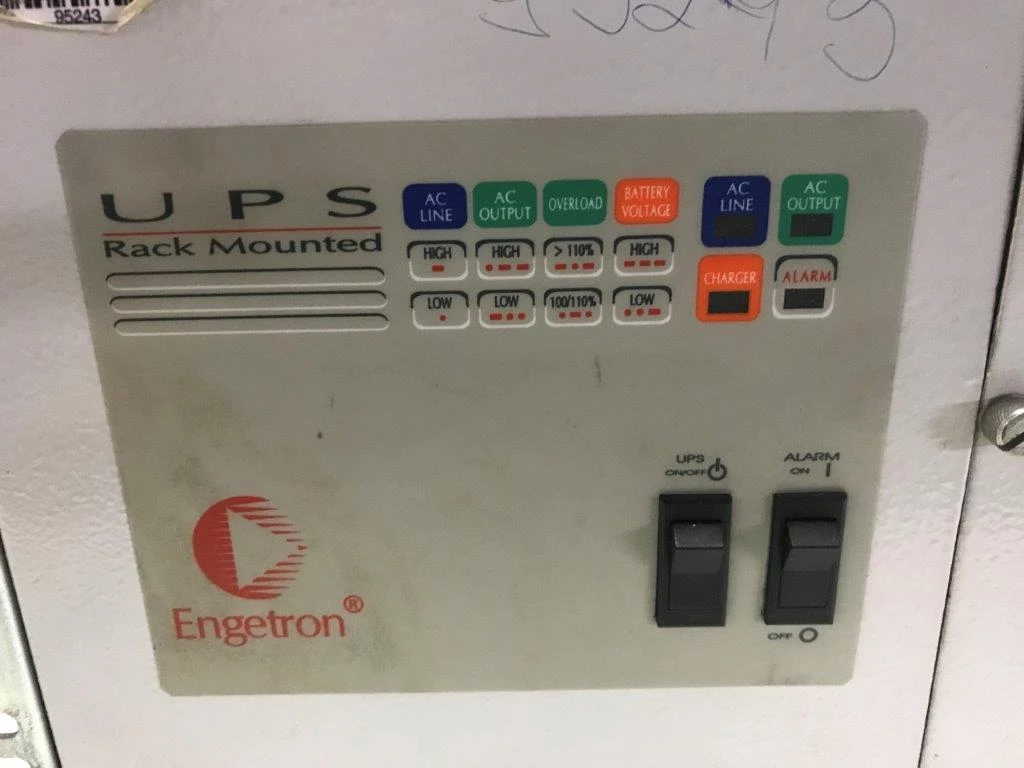 95243
UPS
Rack Mounted
AC LINE
AC OUTPUT
OVERLOAD
BATTERY VOLTAGE
HIGH
HIGH
> 110%
HIGH
LOW
LOW
100/110%
LOW
AC LINE
AC OUTPUT
CHARGER
ALARM
UPS
ON/OFF
ALARM
ON I
OFF O
Engetron®